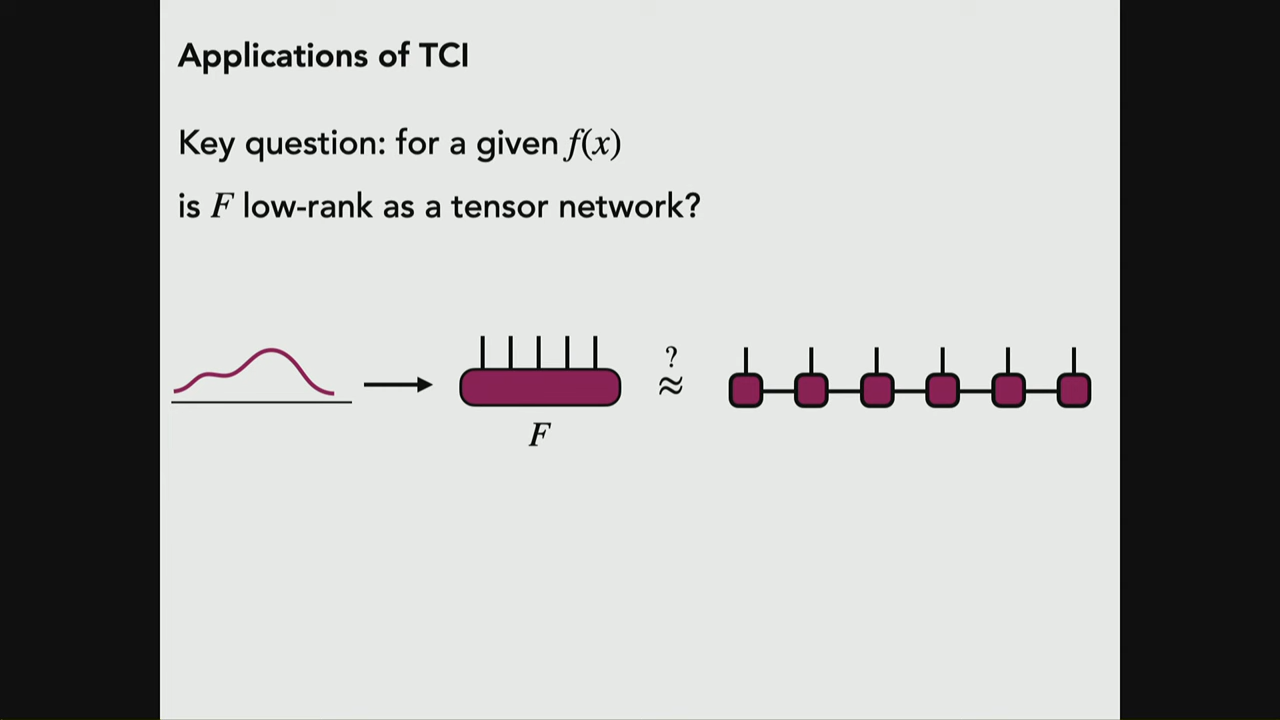 Applications of TCI
Key question: for a given f(x)
is F low-rank as a tensor network?
?
≈
F